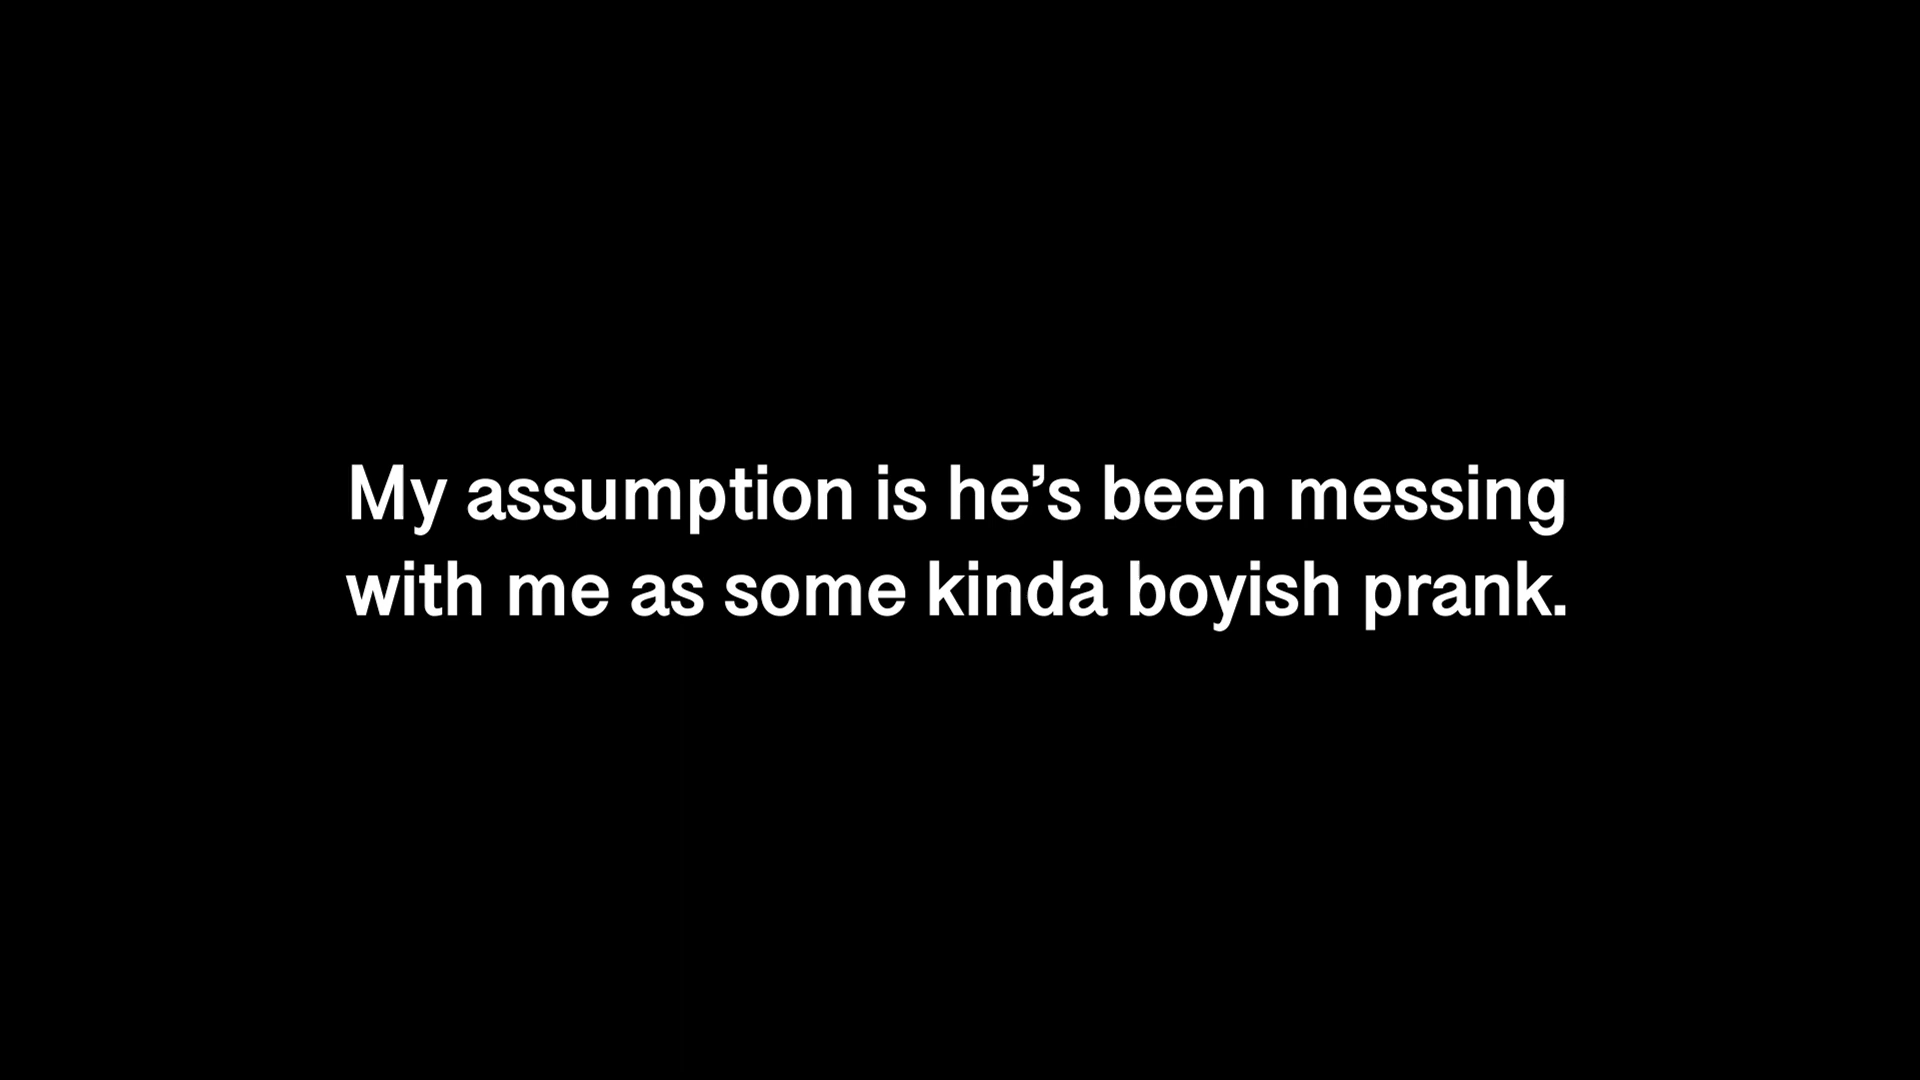 My assumption is he’s been messing
with me as some kinda boyish prank.